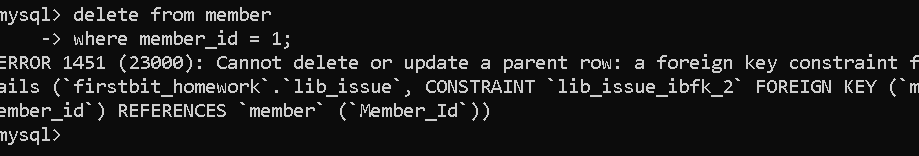 mysql> delete from member
-> where member_id = 1;
ERROR 1451 (23000): Cannot delete or update a parent row: a foreign key constraint f
ails (`firstbit_homework`.`lib_issue`, CONSTRAINT `lib_issue_ibfk_2` FOREIGN KEY (`m
ember_id`) REFERENCES `member` (`Member_Id`))
mysql>